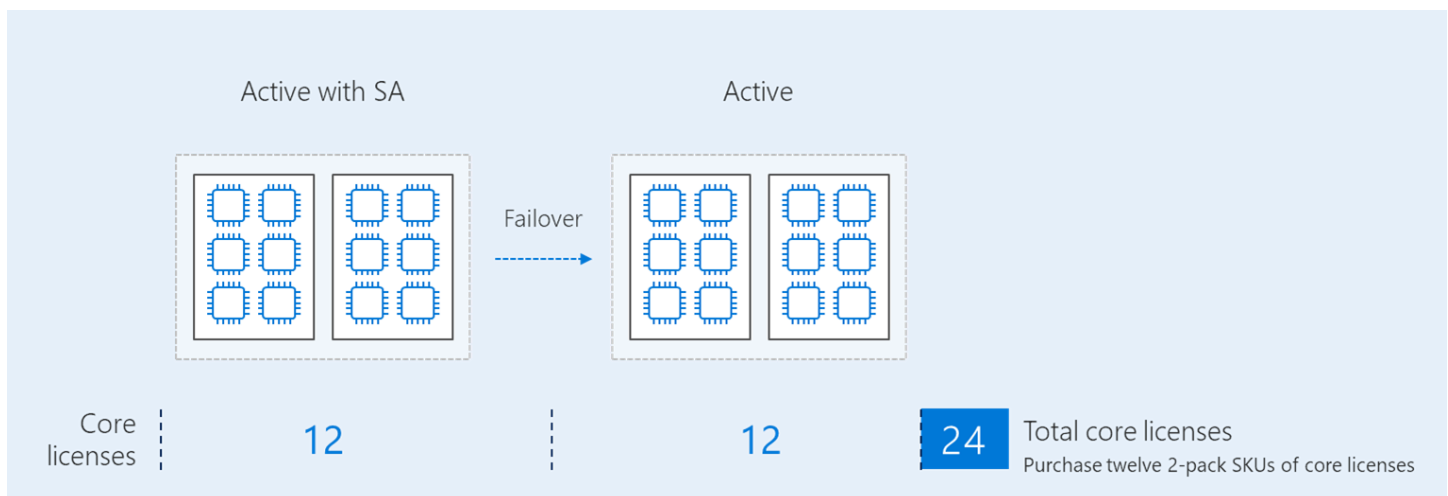 Active with SA
Active
Failover
Core
licenses
12
12
24
Total core licenses
Purchase twelve 2-pack SKUs of core licenses